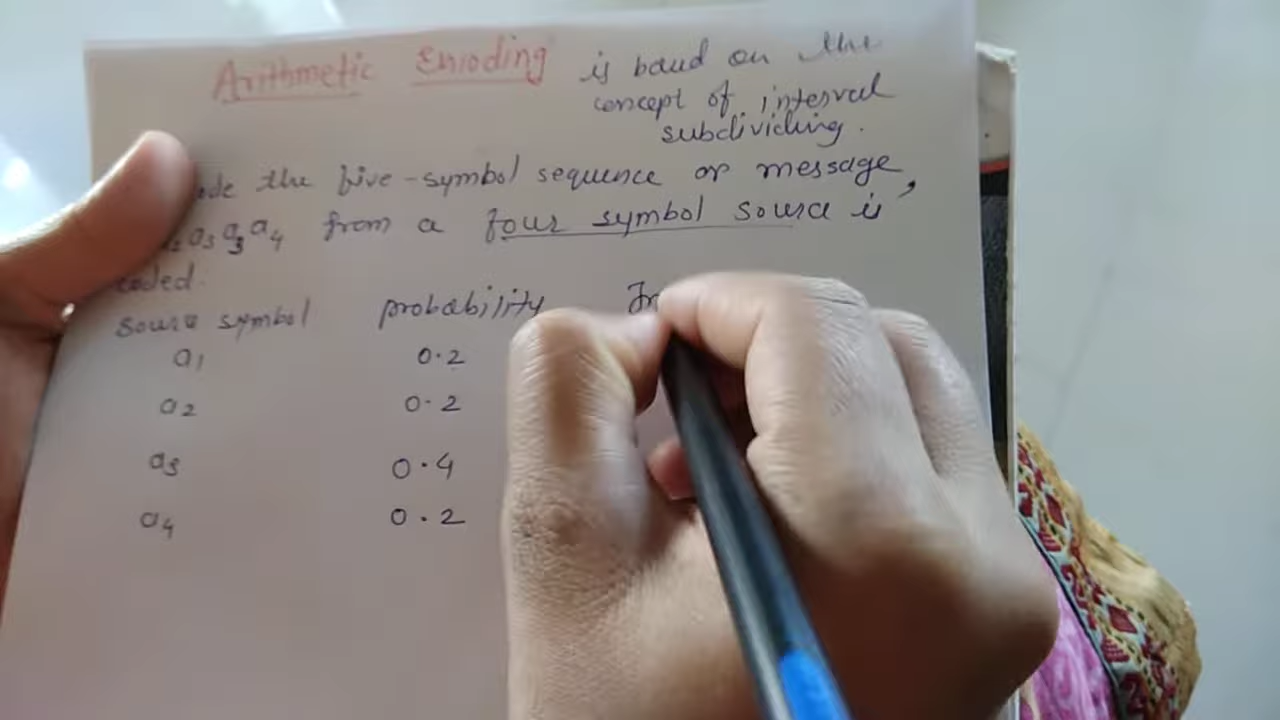 Arithmetic Encoding is based on the
concept of interval
subdividing.
the five-symbol sequence or message,
a3 a3 a4 from a four symbol source is
coded.
source symbol probability
a1 0.2
a2 0.2
a3 0.4
a4 0.2